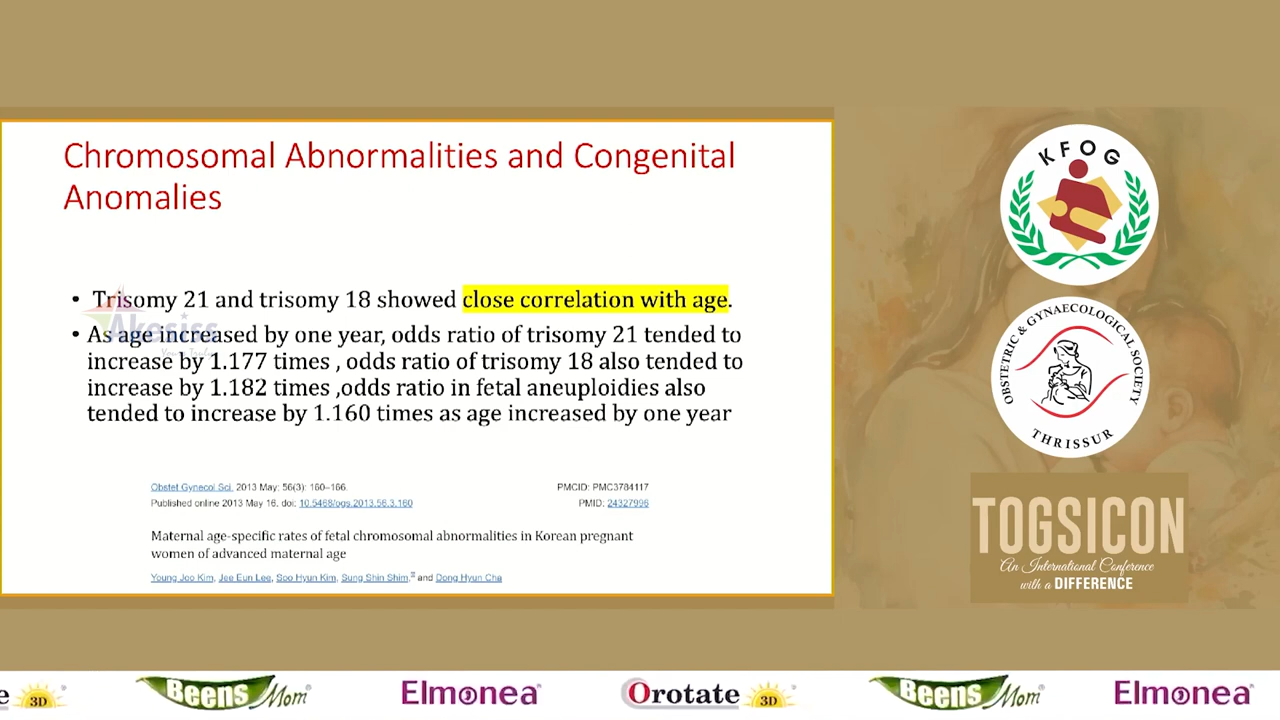 Chromosomal Abnormalities and Congenital
Anomalies
• Trisomy 21 and trisomy 18 showed close correlation with age.
• As age increased by one year, odds ratio of trisomy 21 tended to
increase by 1.177 times , odds ratio of trisomy 18 also tended to
increase by 1.182 times ,odds ratio in fetal aneuploidies also
tended to increase by 1.160 times as age increased by one year
Akosiss
Obstet Gynecol Sci. 2013 May; 56(3): 160–166. PMCID: PMC3784117
Published online 2013 May 16. doi: 10.5468/ogs.2013.56.3.160 PMID: 24327996
Maternal age-specific rates of fetal chromosomal abnormalities in Korean pregnant
women of advanced maternal age
Young Joo Kim, Jee Eun Lee, Soo Hyun Kim, Sung Shin Shim, and Dong Hyun Cha
KFOG
OBSTETRIC & GYNAECOLOGICAL SOCIETY
THRISSUR
TOGSICON
An International Conference
with a DIFFERENCE
e 3D Beens Mom Elmonea Orotate 3D Beens Mom Elmonea